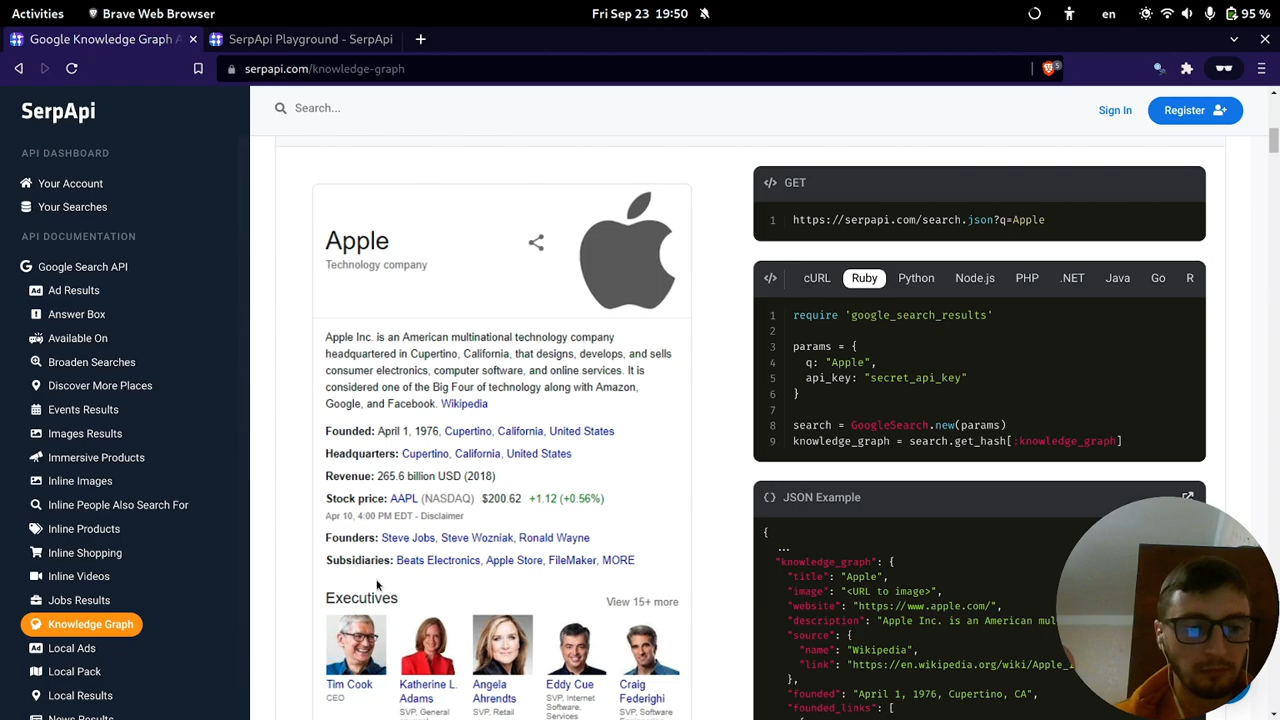 Activities
Brave Web Browser
Fri Sep 23 19:50
en
95 %
Google Knowledge Graph A
SerpApi Playground - SerpApi
serpapi.com/knowledge-graph
5
SerpApi
Search...
Sign In
Register
API DASHBOARD
Your Account
Your Searches
API DOCUMENTATION
Google Search API
Ad Results
Answer Box
Available On
Broaden Searches
Discover More Places
Events Results
Images Results
Immersive Products
Inline Images
Inline People Also Search For
Inline Products
Inline Shopping
Inline Videos
Jobs Results
Knowledge Graph
Local Ads
Local Pack
Local Results
News Results
Apple
Technology company
Apple Inc. is an American multinational technology company
headquartered in Cupertino, California, that designs, develops, and sells
consumer electronics, computer software, and online services. It is
considered one of the Big Four of technology along with Amazon,
Google, and Facebook. Wikipedia
Founded: April 1, 1976, Cupertino, California, United States
Headquarters: Cupertino, California, United States
Revenue: 265.6 billion USD (2018)
Stock price: AAPL (NASDAQ) $200.62 +1.12 (+0.56%)
Apr 10, 4:00 PM EDT - Disclaimer
Founders: Steve Jobs, Steve Wozniak, Ronald Wayne
Subsidiaries: Beats Electronics, Apple Store, FileMaker, MORE
Executives
View 15+ more
Tim Cook
CEO
Katherine L. Adams
SVP, General
Angela Ahrendts
SVP, Retail
Eddy Cue
SVP, Internet
Software,
Services
Craig Federighi
SVP, Software
</> GET
1 https://serpapi.com/search.json?q=Apple
</> cURL Ruby Python Node.js PHP .NET Java Go R
1 require 'google_search_results'
2
3 params = {
4 q: "Apple",
5 api_key: "secret_api_key"
6 }
7
8 search = GoogleSearch.new(params)
9 knowledge_graph = search.get_hash[:knowledge_graph]
{} JSON Example
{
...
"knowledge_graph": {
"title": "Apple",
"image": "<URL to image>",
"website": "https://www.apple.com/",
"description": "Apple Inc. is an American mul
"source": {
"name": "Wikipedia",
"link": "https://en.wikipedia.org/wiki/Apple_I
},
"founded": "April 1, 1976, Cupertino, CA",
"founded_links": [
{